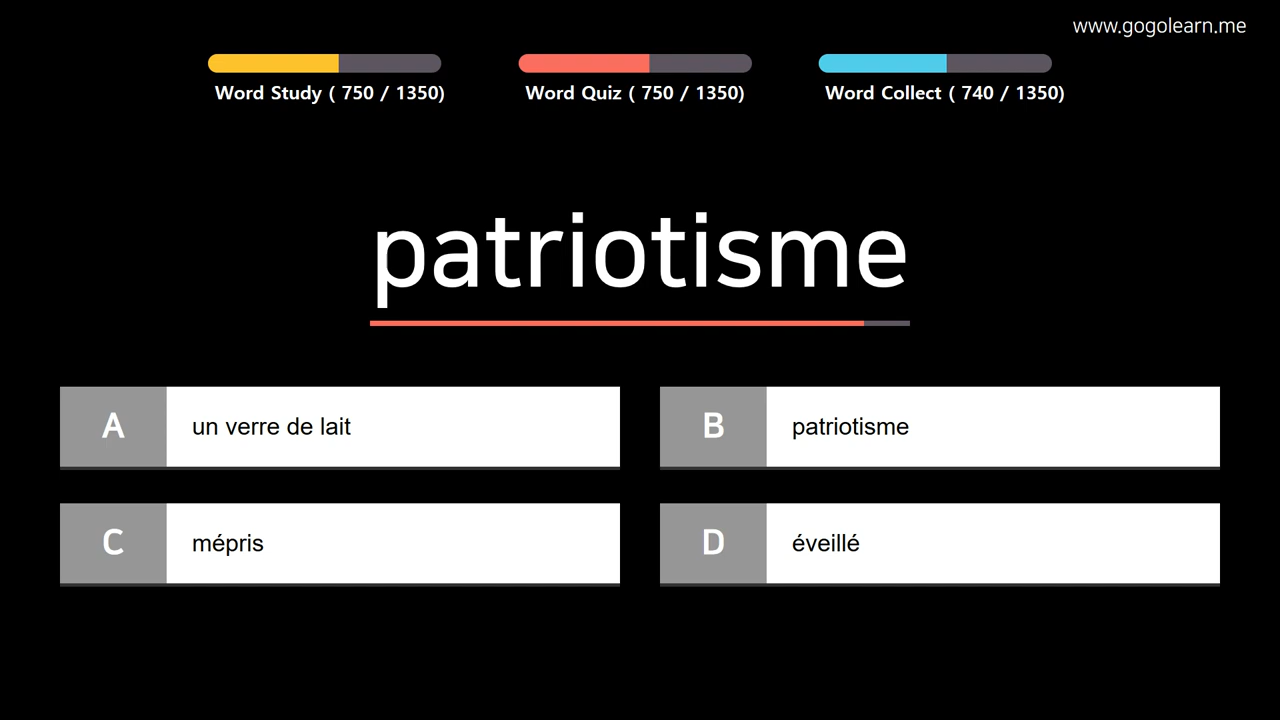 www.gogolearn.me
Word Study ( 750 / 1350)
Word Quiz ( 750 / 1350)
Word Collect ( 740 / 1350)
patriotisme
A un verre de lait
B patriotisme
C mépris
D éveillé